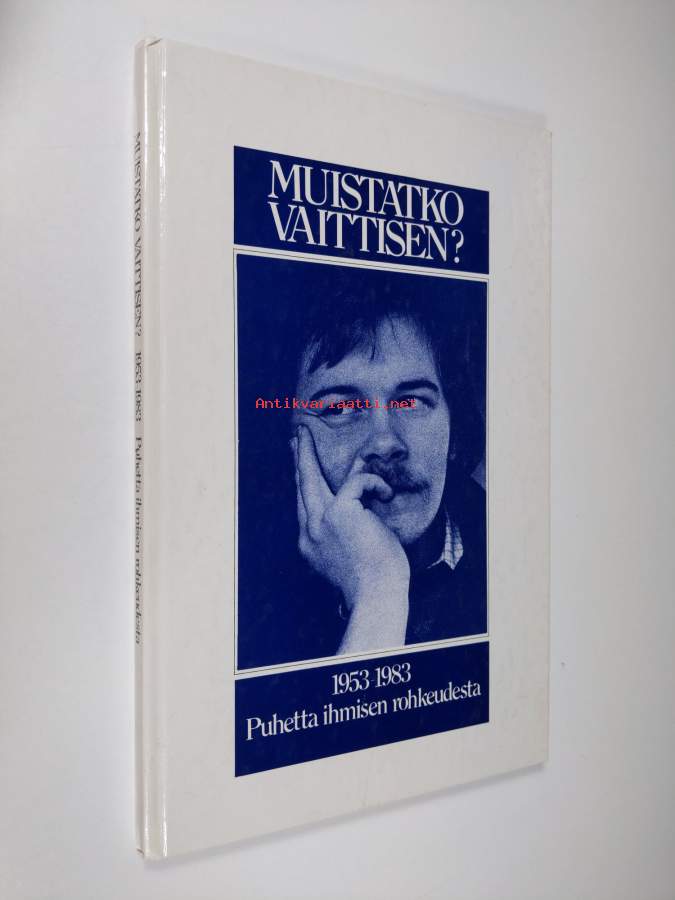 MUISTATKO
VAITTISEN?
Antikvariaatti.net
1953-1983
Puhetta ihmisen rohkeudesta
MUISTATKO VAITTISEN? 1953-1983 Puhetta ihmisen rohkeudesta